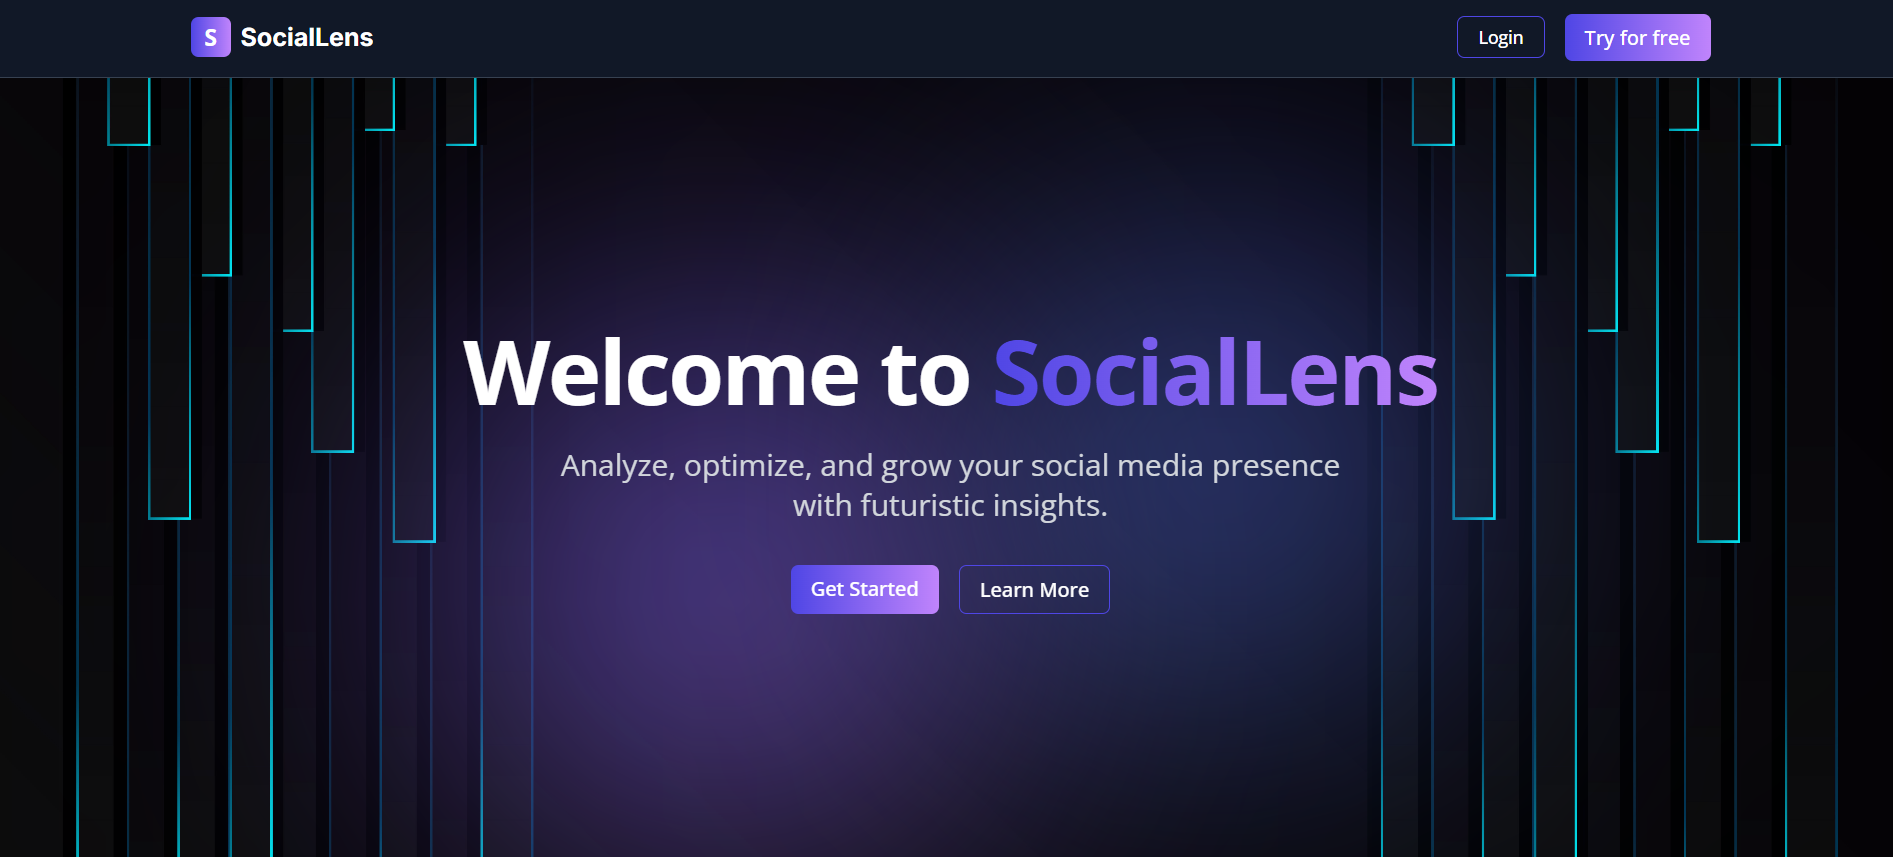 S SocialLens
Login
Try for free
Welcome to SocialLens
Analyze, optimize, and grow your social media presence
with futuristic insights.
Get Started
Learn More